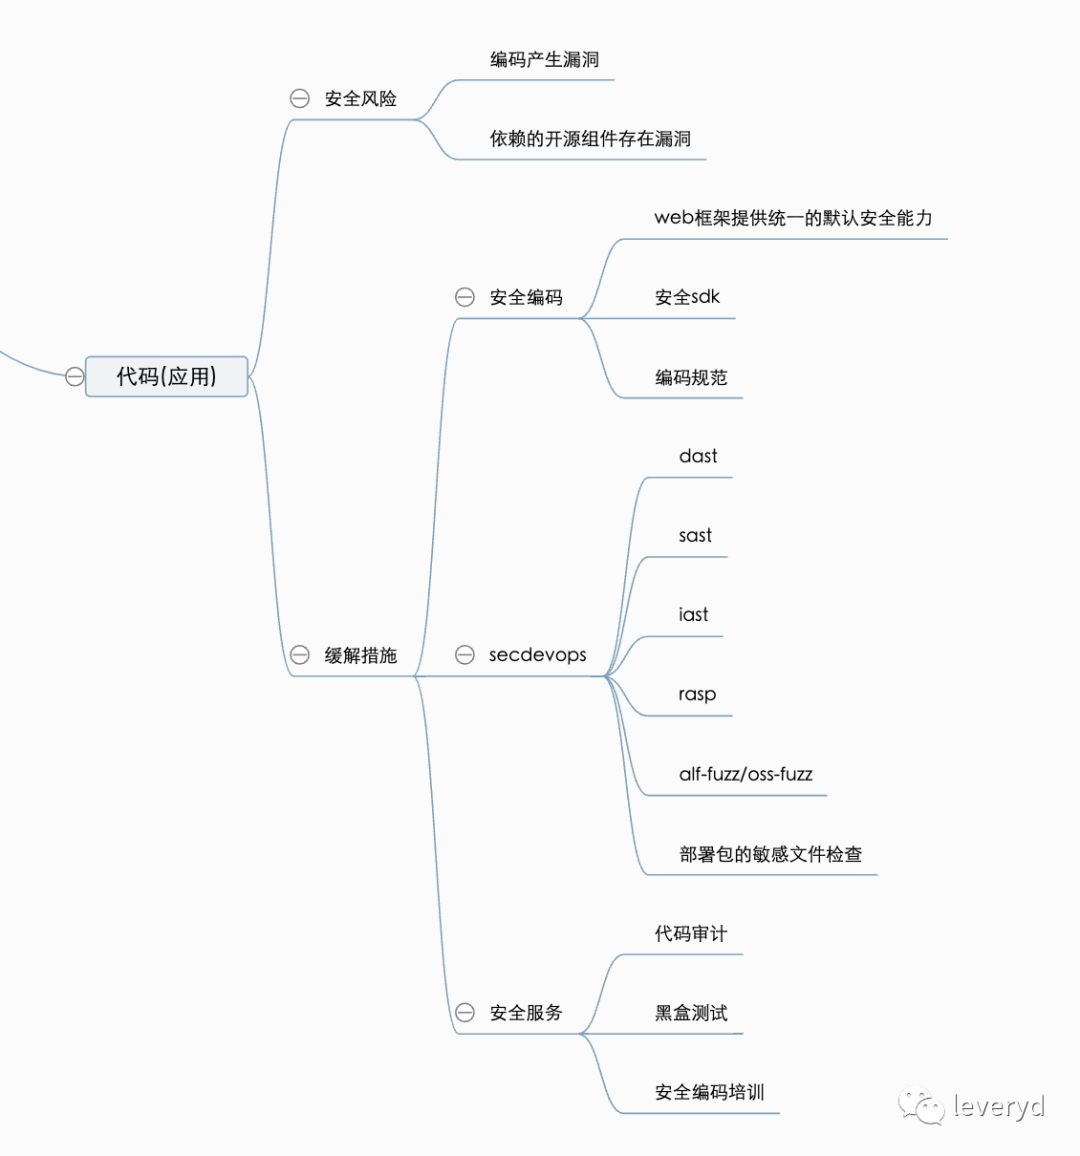 编码产生漏洞
安全风险
依赖的开源组件存在漏洞
web框架提供统一的默认安全能力
安全编码
安全sdk
编码规范
代码(应用)
dast
sast
iast
缓解措施
secdevops
rasp
alf-fuzz/oss-fuzz
部署包的敏感文件检查
代码审计
安全服务
黑盒测试
安全编码培训
leveryd